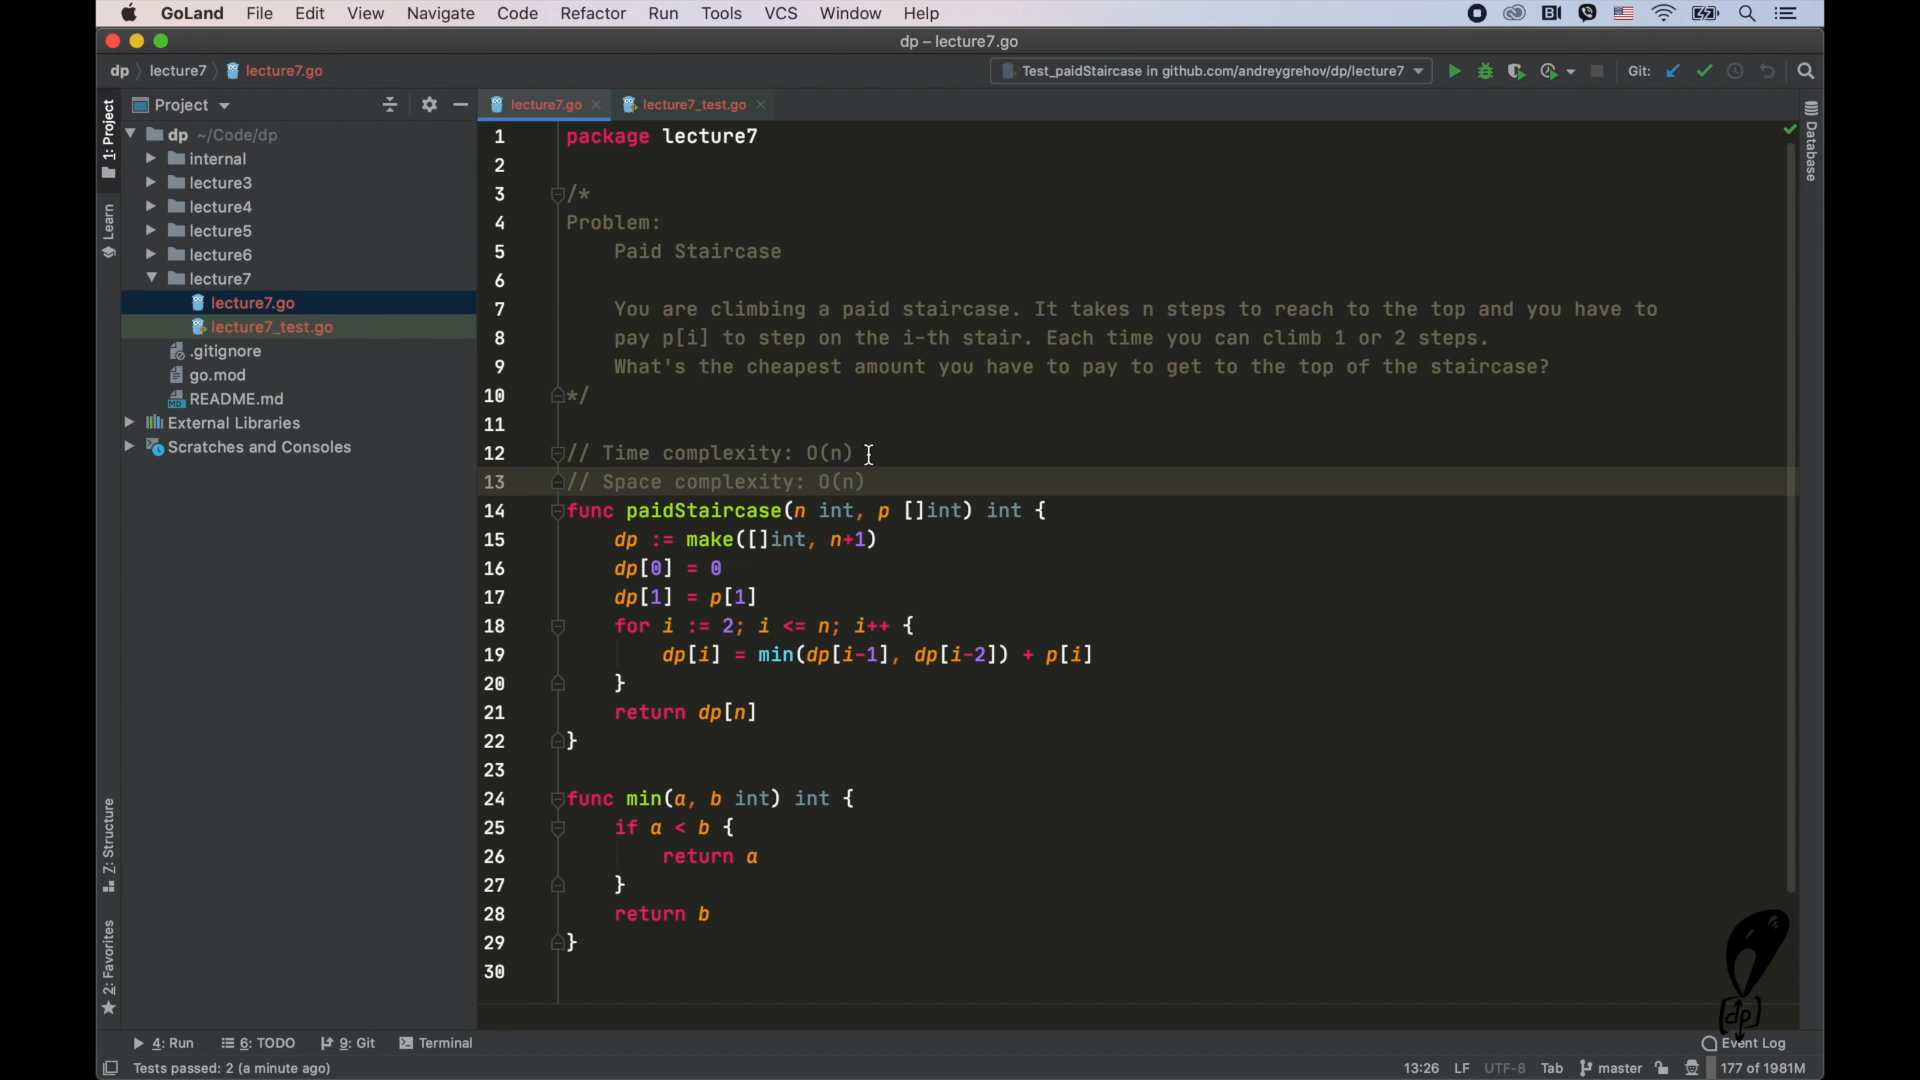 GoLand File Edit View Navigate Code Refactor Run Tools VCS Window Help
dp – lecture7.go
dp lecture7 lecture7.go
Test_paidStaircase in github.com/andreygrehov/dp/lecture7
Git:
1: Project
Learn
Z: Structure
2: Favorites
Project
dp ~/Code/dp
internal
lecture3
lecture4
lecture5
lecture6
lecture7
lecture7.go
lecture7_test.go
.gitignore
go.mod
README.md
External Libraries
Scratches and Consoles
lecture7.go lecture7_test.go
Database
1 package lecture7
2
3 /*
4 Problem:
5 Paid Staircase
6
7 You are climbing a paid staircase. It takes n steps to reach to the top and you have to
8 pay p[i] to step on the i-th stair. Each time you can climb 1 or 2 steps.
9 What's the cheapest amount you have to pay to get to the top of the staircase?
10 */
11
12 // Time complexity: O(n)
13 // Space complexity: O(n)
14 func paidStaircase(n int, p []int) int {
15 dp := make([]int, n+1)
16 dp[0] = 0
17 dp[1] = p[1]
18 for i := 2; i <= n; i++ {
19 dp[i] = min(dp[i-1], dp[i-2]) + p[i]
20 }
21 return dp[n]
22 }
23
24 func min(a, b int) int {
25 if a < b {
26 return a
27 }
28 return b
29 }
30
[dp]
4: Run 6: TODO 9: Git Terminal
Event Log
Tests passed: 2 (a minute ago)
13:26 LF UTF-8 Tab master 177 of 1981M